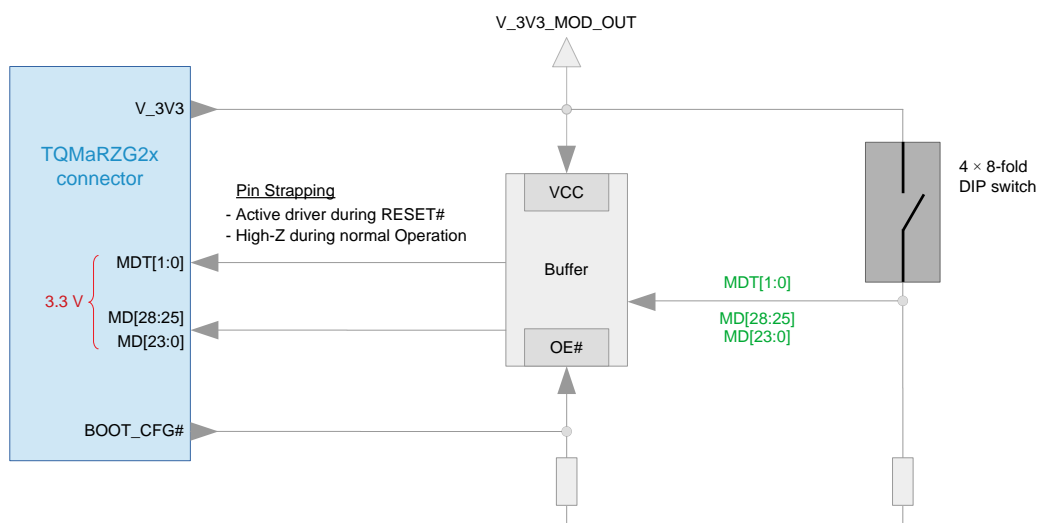 V_3V3_MOD_OUT
V_3V3
TQMaRZG2x
connector
4 × 8-fold
DIP switch
Pin Strapping
- Active driver during RESET#
- High-Z during normal Operation
VCC
MDT[1:0]
Buffer
MDT[1:0]
3.3 V
MD[28:25]
MD[23:0]
MD[28:25]
MD[23:0]
OE#
BOOT_CFG#